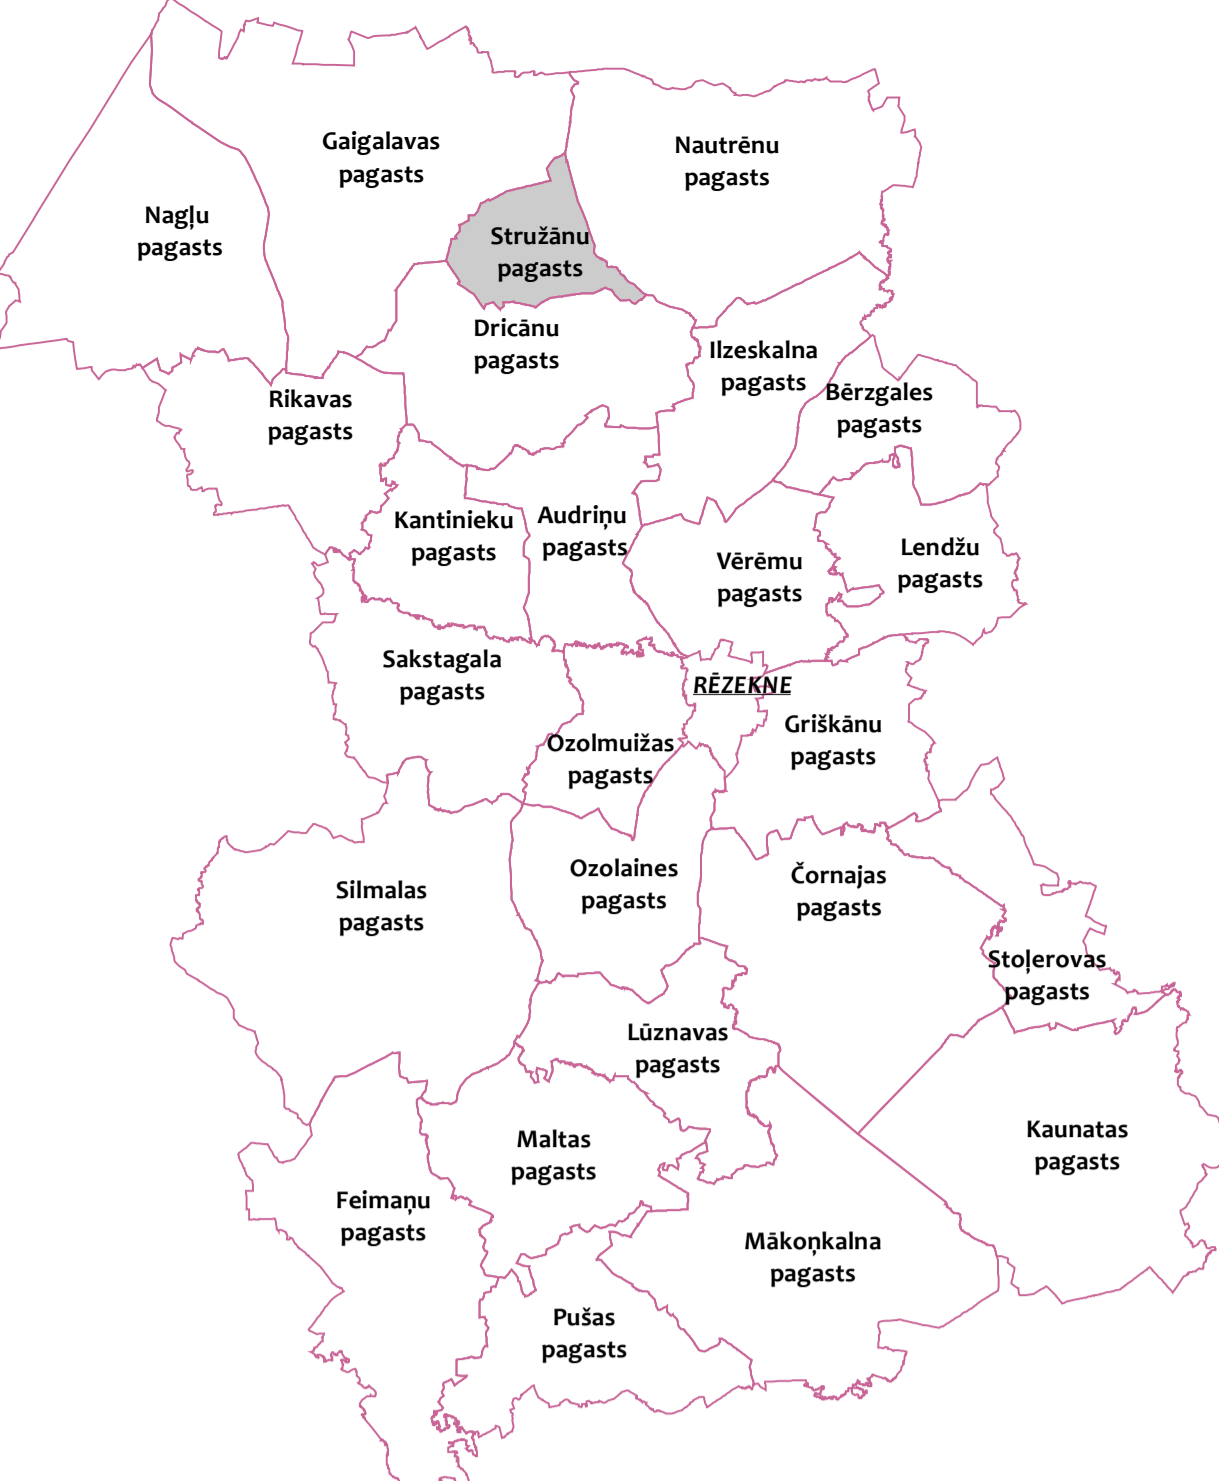 Gaigalavas
pagasts
Nautrēnu
pagasts
Nagļu
pagasts
Stružānu
pagasts
Dricānu
pagasts
Ilzeskalna
pagasts
Rikavas
pagasts
Bērzgales
pagasts
Kantinieku
pagasts
Audriņu
pagasts
Vērēmu
pagasts
Lendžu
pagasts
Sakstagala
pagasts
RĒZEKNE
Griškānu
pagasts
Ozolmuižas
pagasts
Silmalas
pagasts
Ozolaines
pagasts
Čornajas
pagasts
Stoļerovas
pagasts
Lūznavas
pagasts
Maltas
pagasts
Kaunatas
pagasts
Feimaņu
pagasts
Mākoņkalna
pagasts
Pušas
pagasts